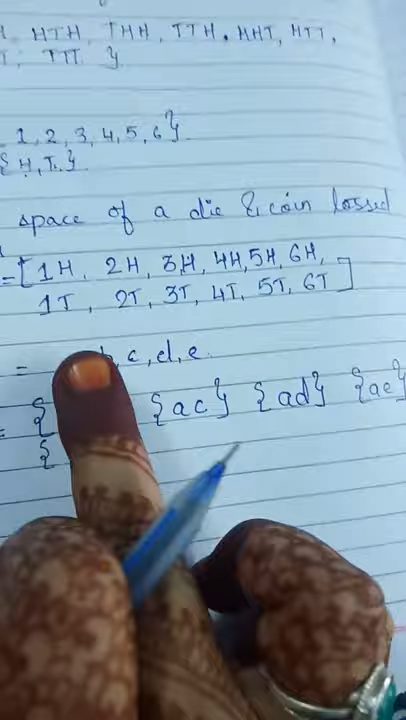 HTH, THH, TTH, HHT, HTT,
TTT }
1, 2, 3, 4, 5, 6}
{H, T, }
space of a die & coin tossed
= [1H, 2H, 3H, 4H, 5H, 6H,
1T, 2T, 3T, 4T, 5T, 6T]
= b, c, d, e.
= { {ac} {ad} {ae}
{